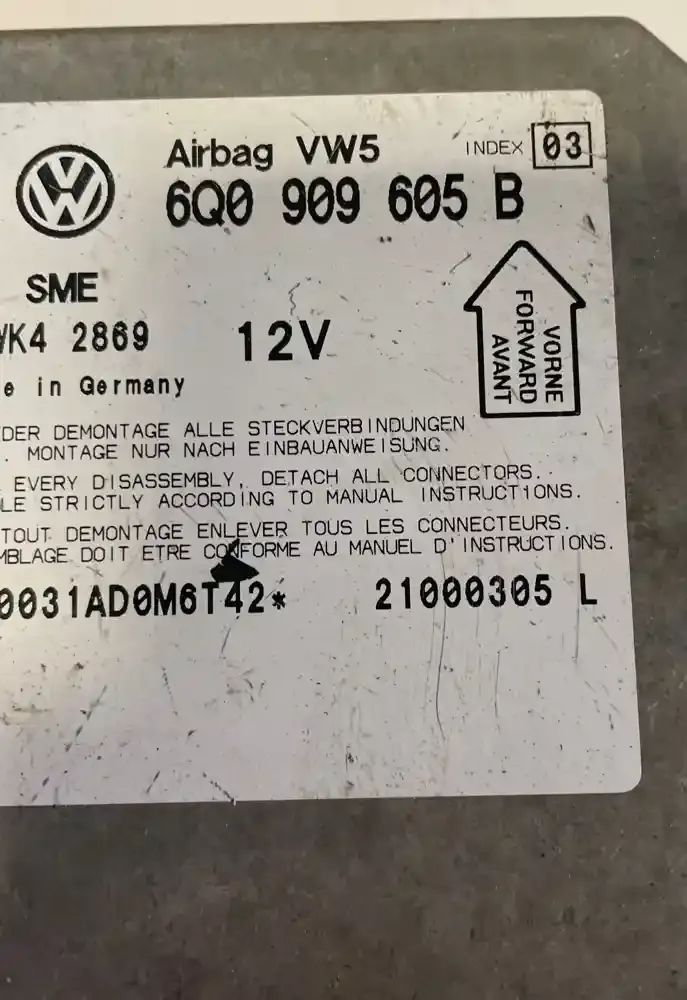 Airbag VW5 INDEX 03
6Q0 909 605 B
SME
WK4 2869 12V
VORNE
FORWARD
AVANT
e in Germany
DER DEMONTAGE ALLE STECKVERBINDUNGEN
. MONTAGE NUR NACH EINBAUANWEISUNG.
EVERY DISASSEMBLY, DETACH ALL CONNECTORS.
LE STRICTLY ACCORDING TO MANUAL INSTRUCTIONS.
TOUT DEMONTAGE ENLEVER TOUS LES CONNECTEURS.
MBLAGE DOIT ETRE CONFORME AU MANUEL D'INSTRUCTIONS.
0031AD0M6T42* 21000305 L